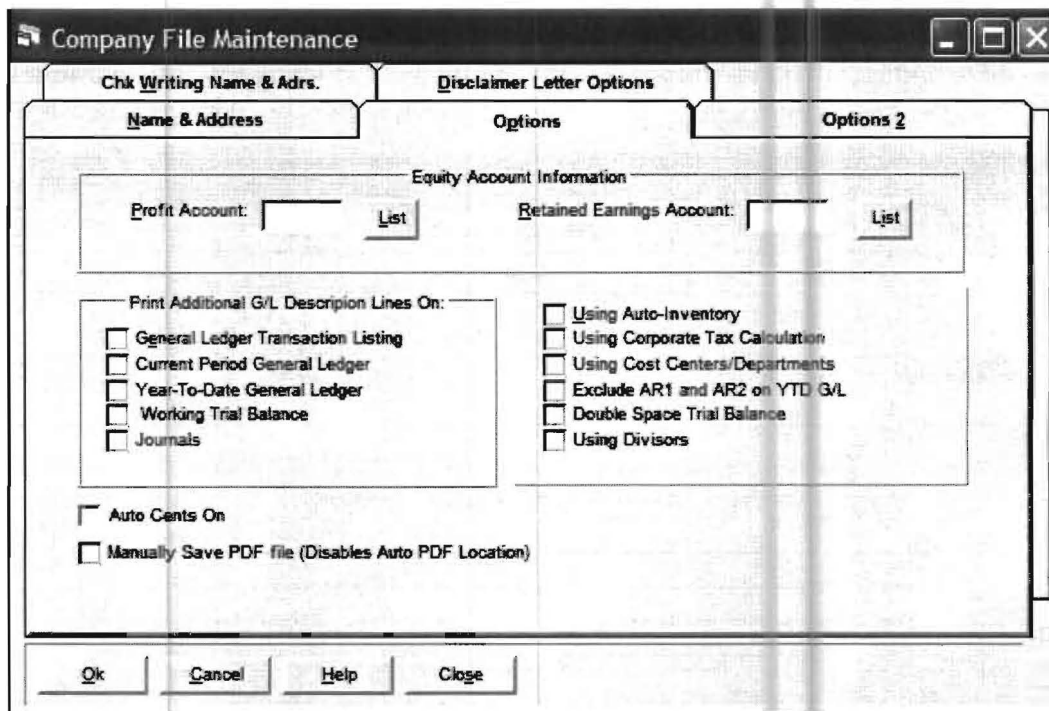 Company File Maintenance
Chk Writing Name & Adrs.
Disclaimer Letter Options
Name & Address
Options
Options 2
Equity Account Information
Profit Account:
List
Retained Earnings Account:
List
Print Additional G/L Descripion Lines On:
General Ledger Transaction Listing
Current Period General Ledger
Year-To-Date General Ledger
Working Trial Balance
Journals
Using Auto-Inventory
Using Corporate Tax Calculation
Using Cost Centers/Departments
Exclude AR1 and AR2 on YTD G/L
Double Space Trial Balance
Using Divisors
Auto Cents On
Manually Save PDF file (Disables Auto PDF Location)
Ok
Cancel
Help
Close